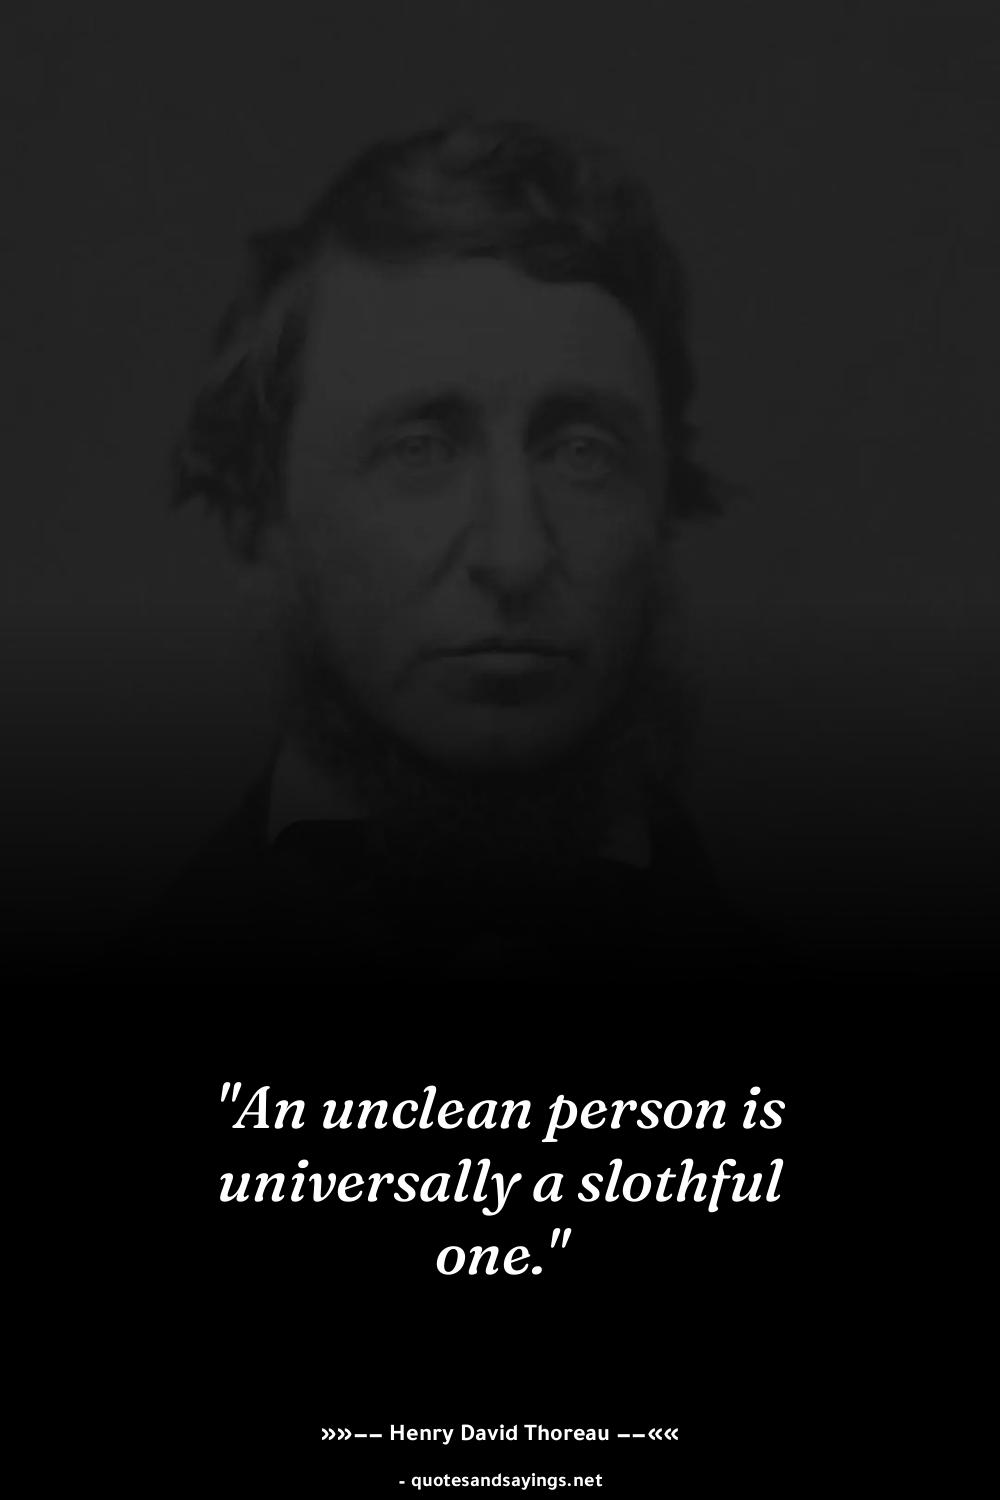 "An unclean person is
universally a slothful
one."
»»—— Henry David Thoreau ——««
- quotesandsayings.net